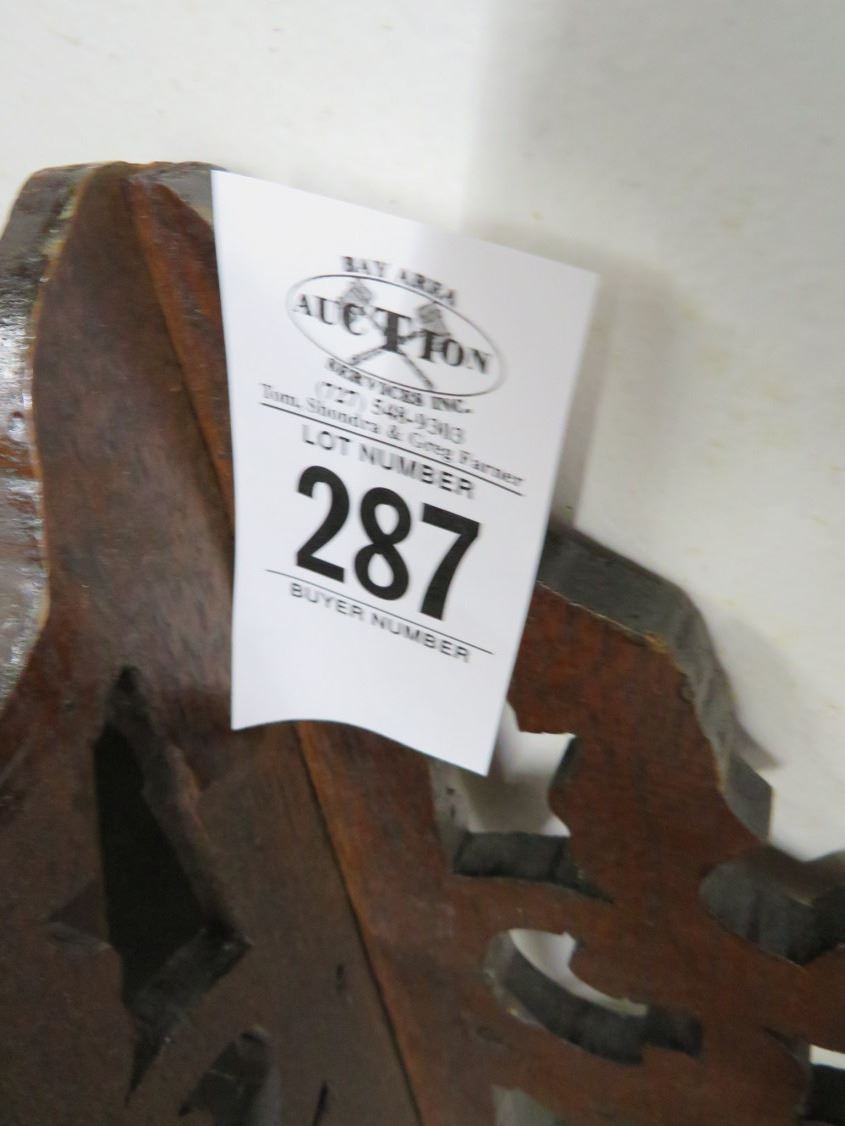 BAY AREA
AUCTION
SERVICES INC.
(727) 548-9303
Tom, Shondra & Greg Farner
LOT NUMBER
287
BUYER NUMBER